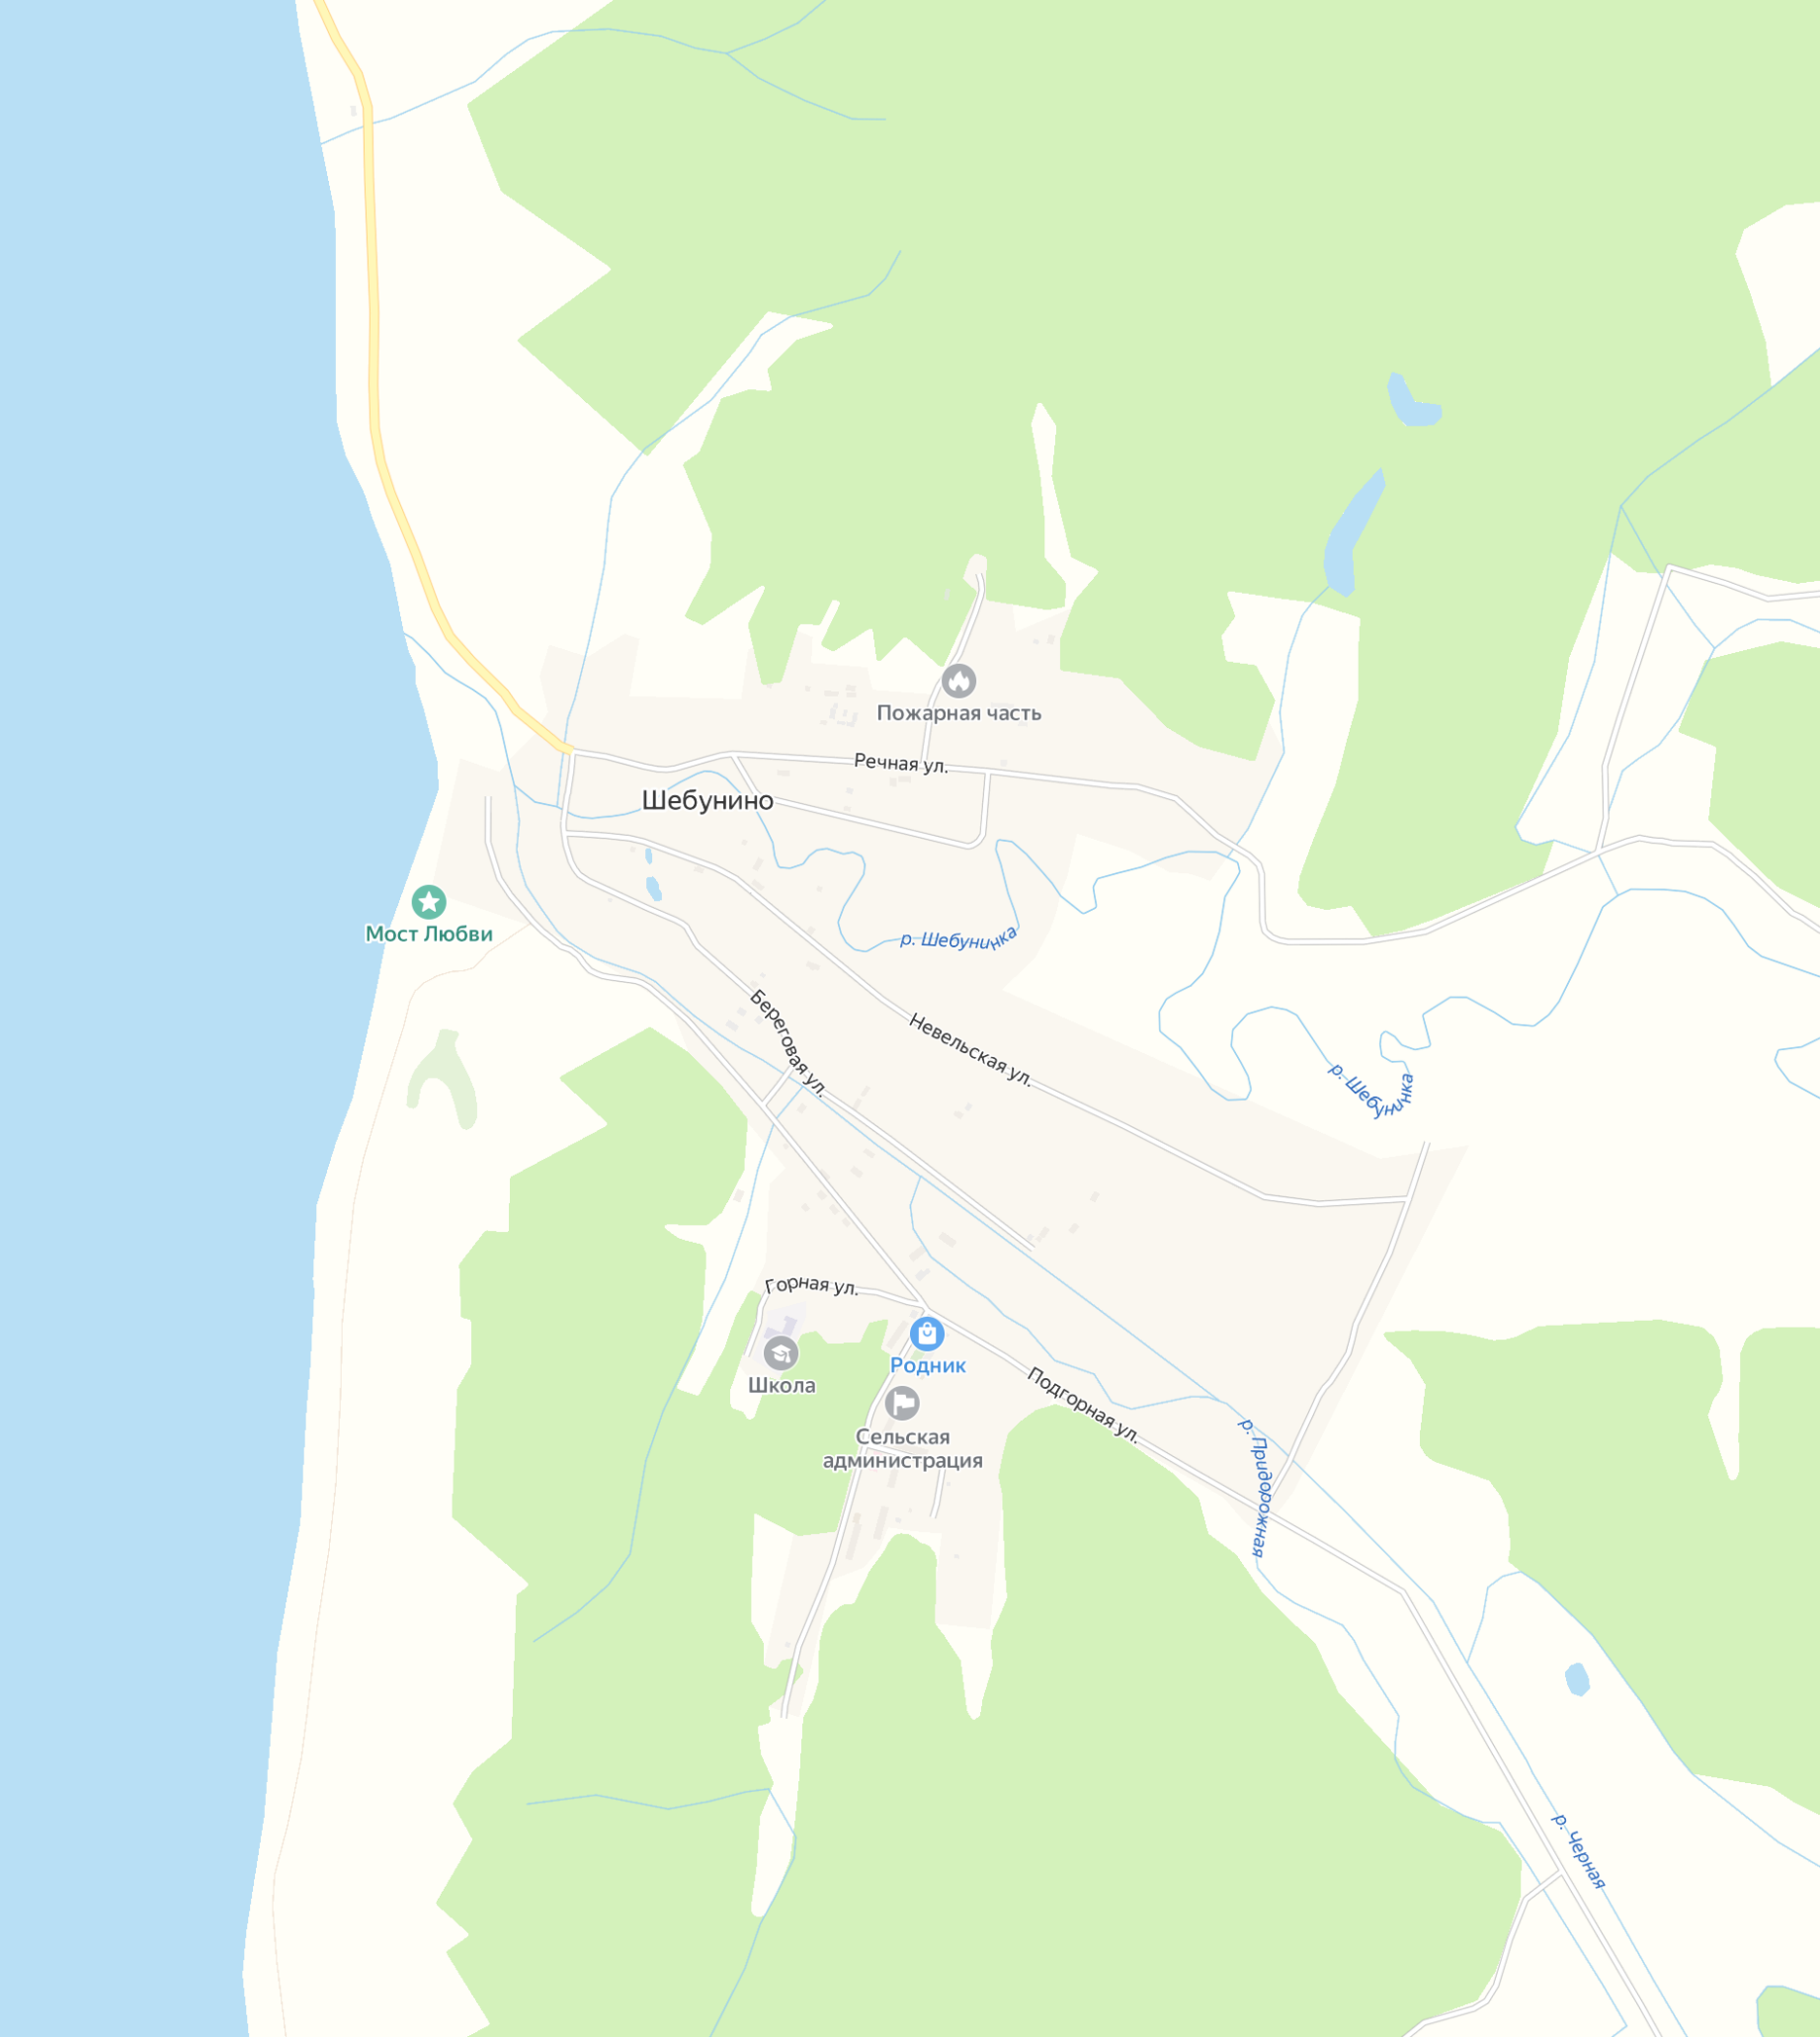 Пожарная часть
Речная ул.
Шебунино
Мост Любви
р. Шебунинка
Береговая ул.
Невельская ул.
р. Шебунинка
Горная ул.
Родник
Школа
Подгорная ул.
Сельская
администрация
р. Придорожная
р. Черная